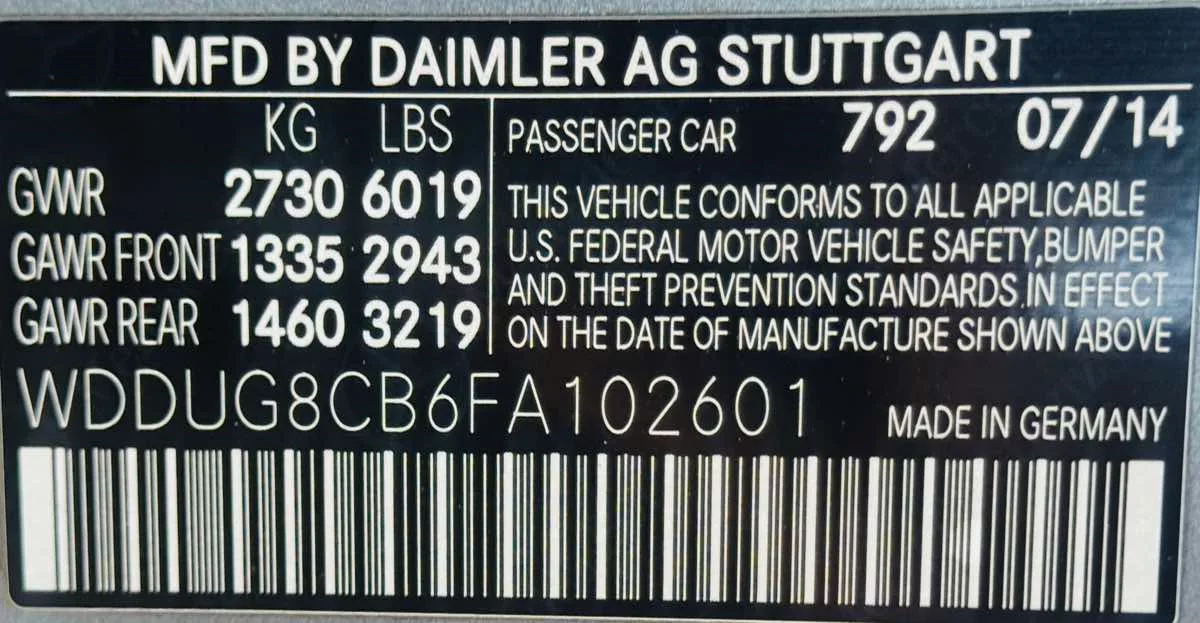 MFD BY DAIMLER AG STUTTGART
KG LBS
GVWR 2730 6019
GAWR FRONT 1335 2943
GAWR REAR 1460 3219
PASSENGER CAR 792 07/14
THIS VEHICLE CONFORMS TO ALL APPLICABLE
U.S. FEDERAL MOTOR VEHICLE SAFETY,BUMPER
AND THEFT PREVENTION STANDARDS IN EFFECT
ON THE DATE OF MANUFACTURE SHOWN ABOVE
WDDUG8CB6FA102601
MADE IN GERMANY